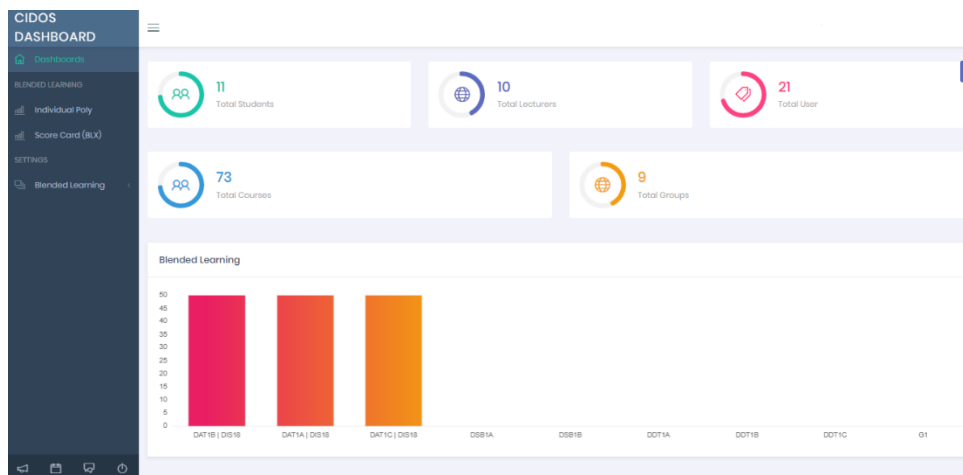 CIDOS
DASHBOARD
Dashboards
BLENDED LEARNING
Individual Poly
Score Card (BLX)
SETTINGS
Blended Learning
11
Total Students
10
Total Lecturers
21
Total User
73
Total Courses
9
Total Groups
Blended Learning
50
45
40
35
30
25
20
15
10
5
0
DAT1B | DIS18
DAT1A | DIS18
DAT1C | DIS18
DSB1A
DSB1B
DDT1A
DDT1B
DDT1C
G1